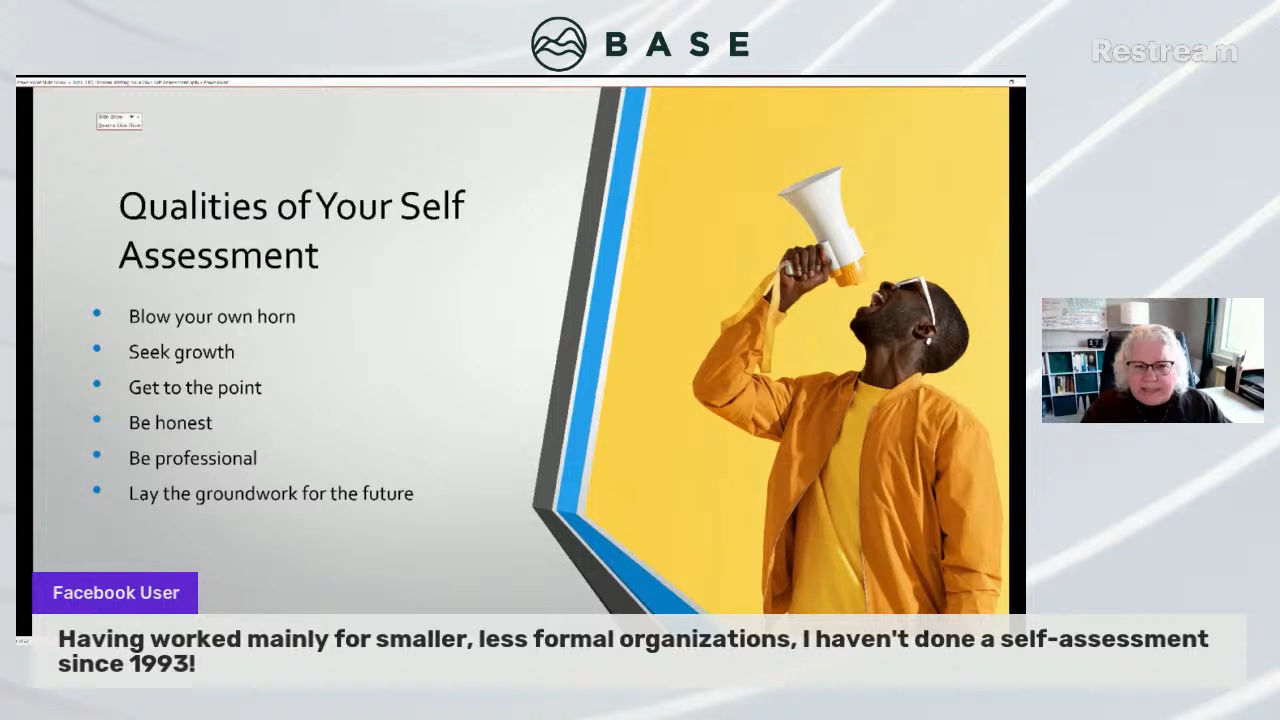 BASE
Restream
Qualities of Your Self
Assessment
Blow your own horn
Seek growth
Get to the point
Be honest
Be professional
Lay the groundwork for the future
Facebook User
Having worked mainly for smaller, less formal organizations, I haven't done a self-assessment
since 1993!